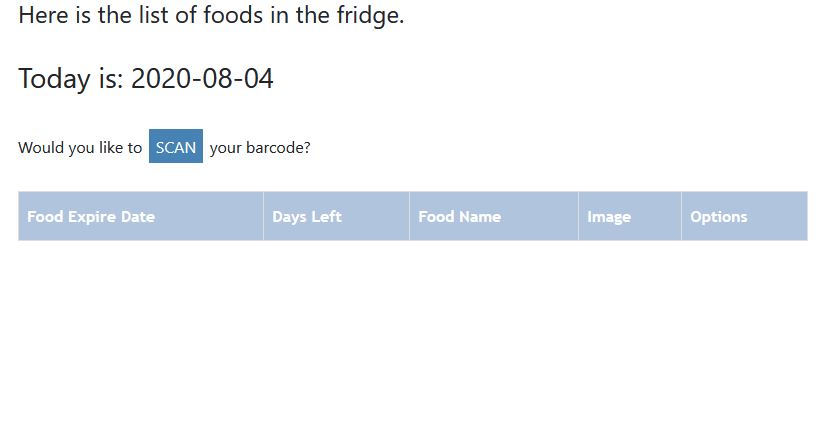 Here is the list of foods in the fridge.
Today is: 2020-08-04
Would you like to SCAN your barcode?
Food Expire Date Days Left Food Name Image Options